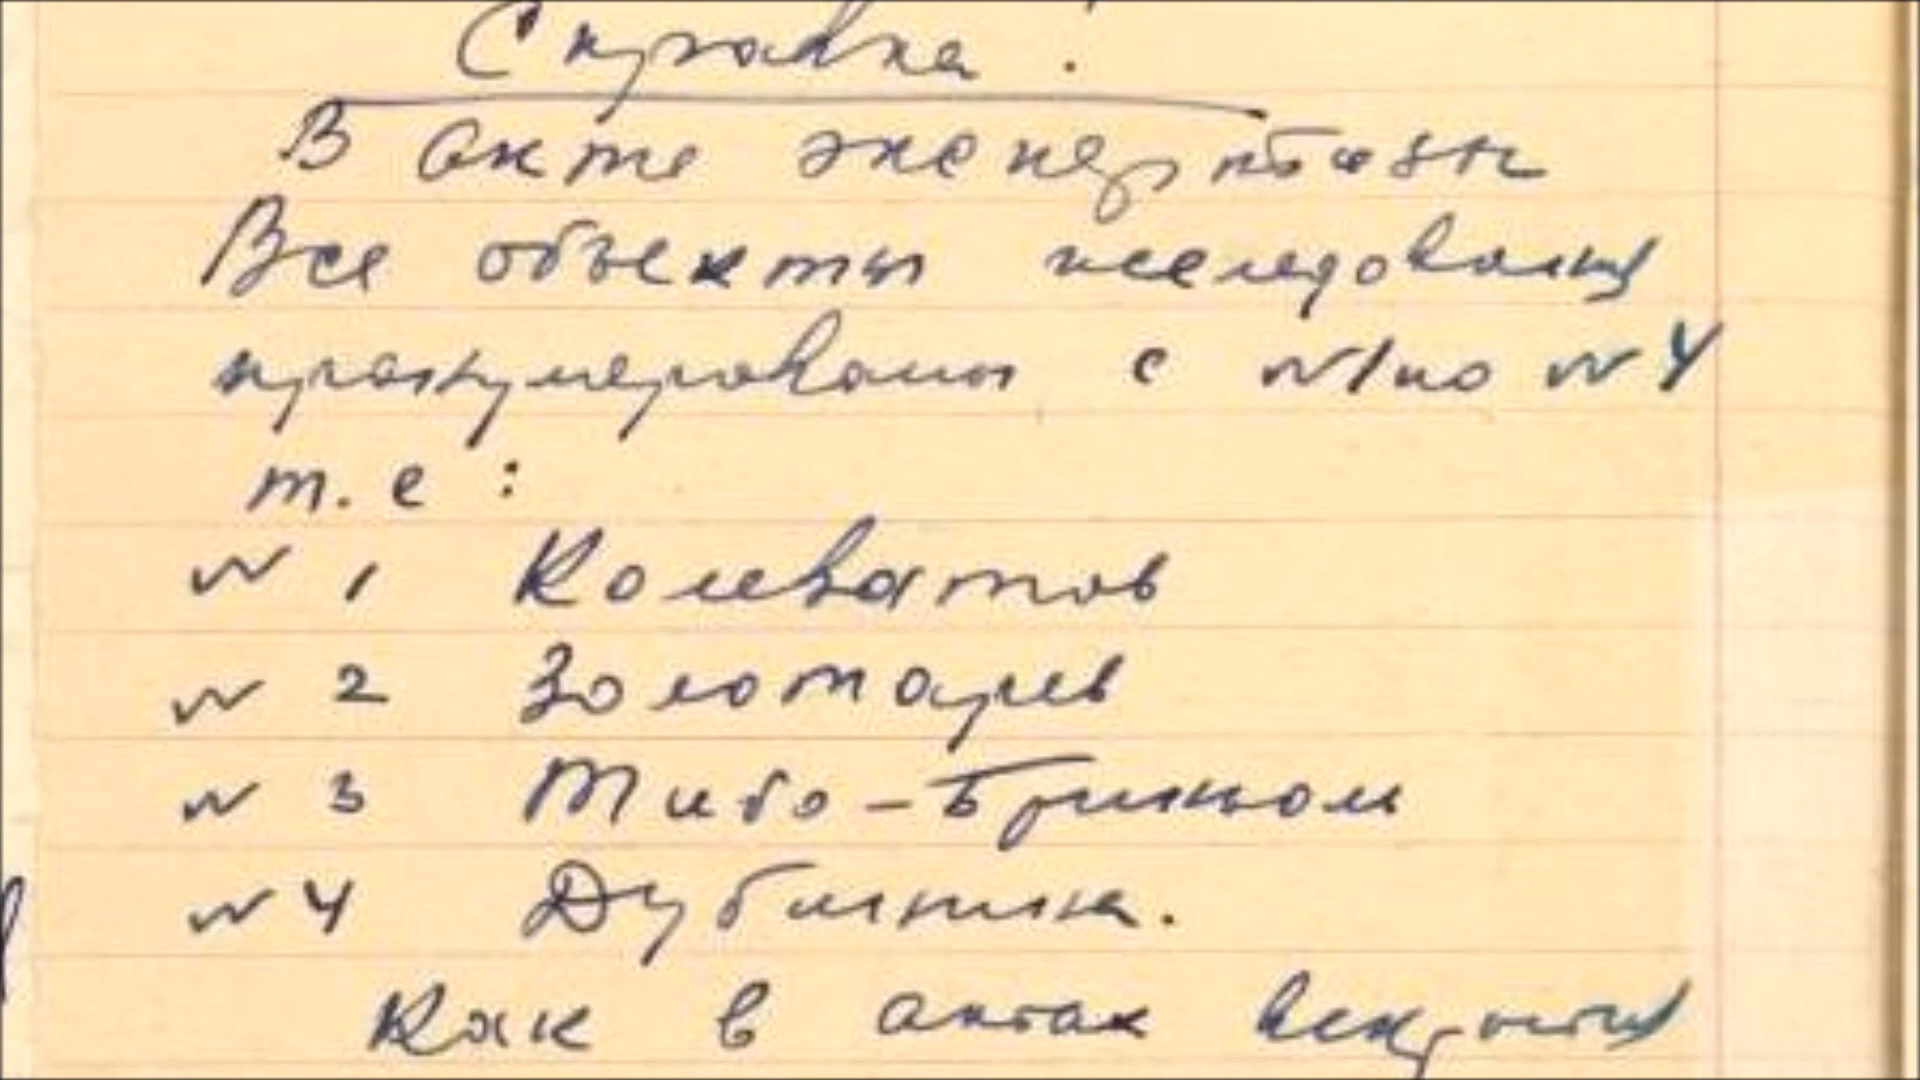 Справка:
В акте экспертизы
Все объекты исследования
пронумерованы с №1 по №4
т. е :
№ 1 Колеватов
№ 2 Золотарев
№ 3 Тибо-Бриньоль
№ 4 Дубинина.
Как в актах вскрытия